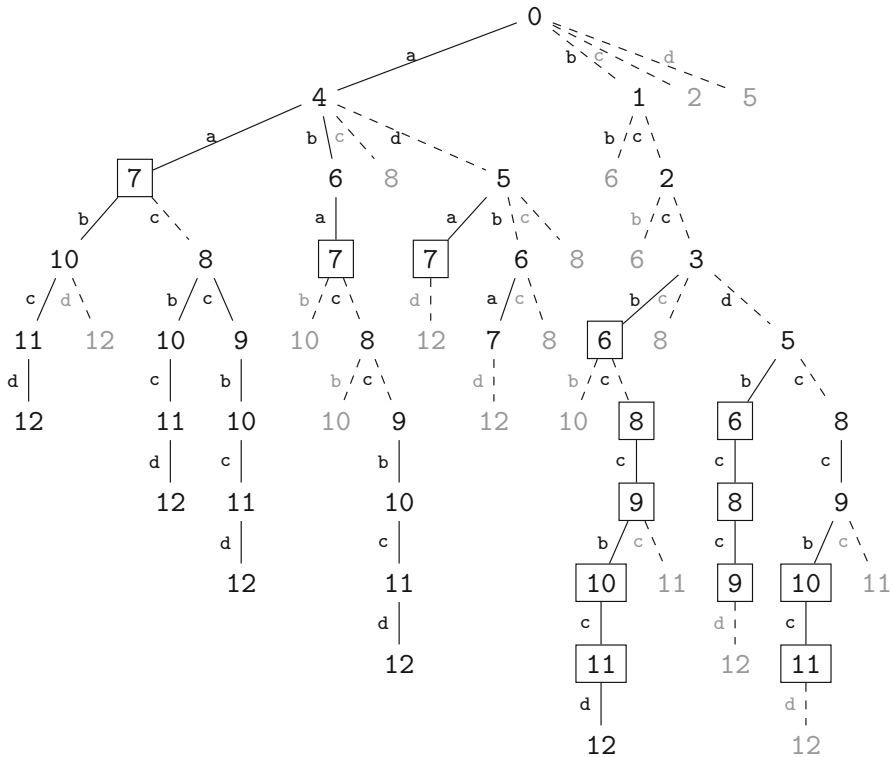 0
a b c d
4 1 2 5
a b c d b c
7 6 8 5 6 2
b c a a b c b c
10 8 7 7 6 8 6 3
c d b c b c d a c b c d
11 12 10 9 10 8 12 7 8 6 8 5
d c b b c d b c b c
12 11 10 10 9 12 10 8 6 8
d c b c c c
12 11 10 9 8 9
d c b c c b c
12 11 10 11 9 10 11
d c d c
12 11 12 11
d d
12 12